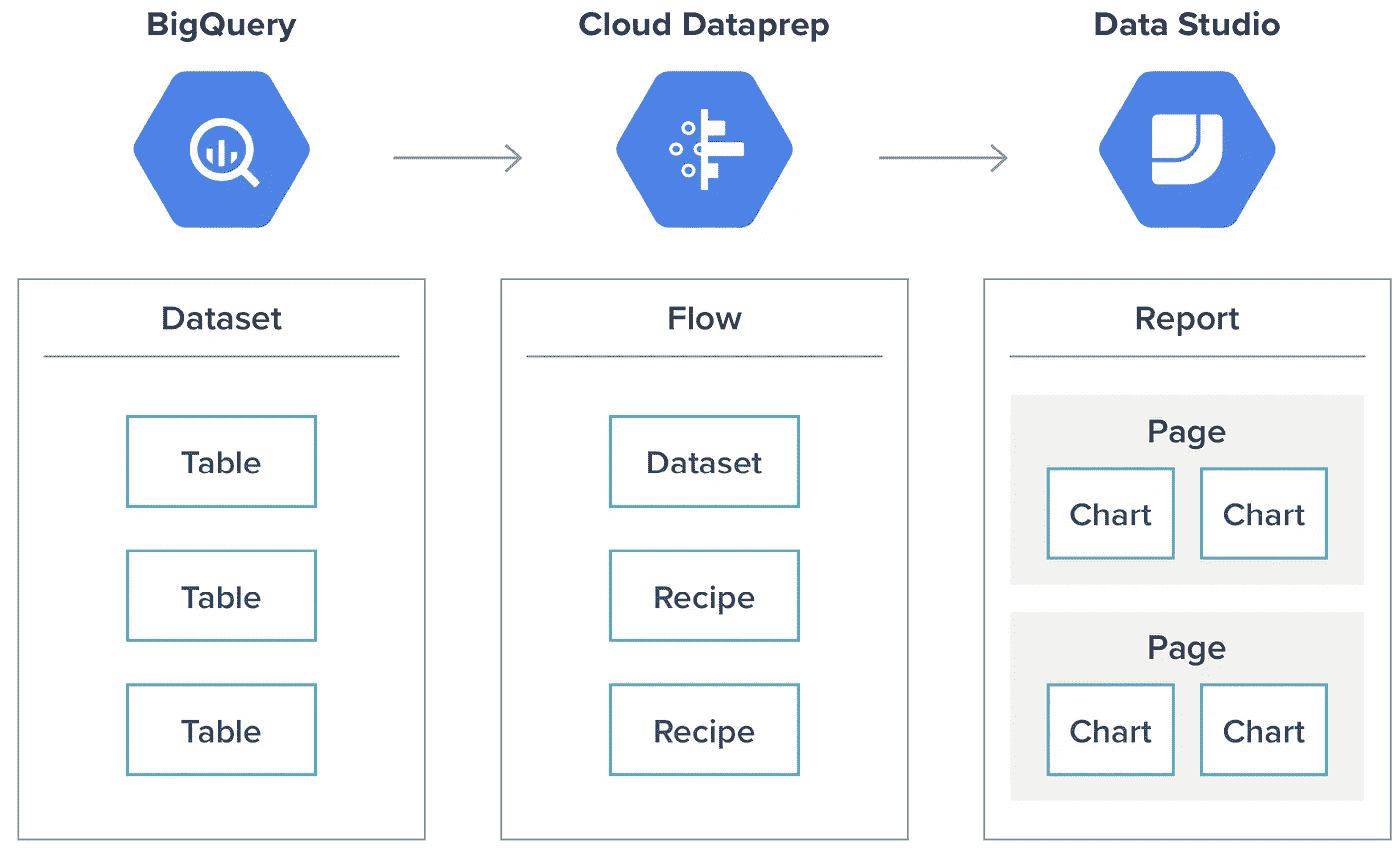 BigQuery
Cloud Dataprep
Data Studio
Dataset
Table
Table
Table
Flow
Dataset
Recipe
Recipe
Report
Page
Chart
Chart
Page
Chart
Chart